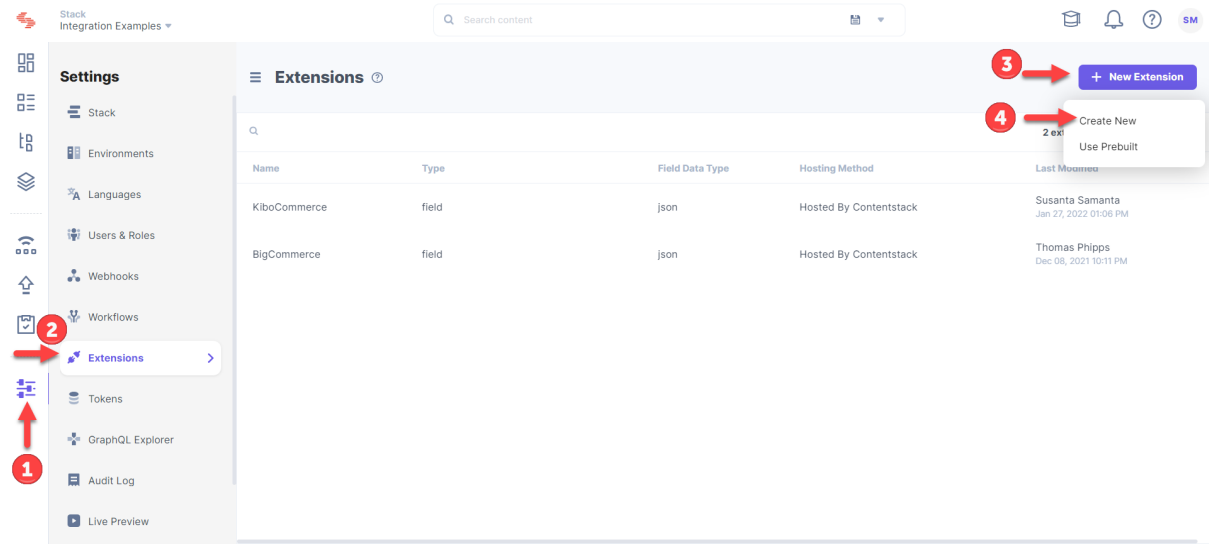 Stack
Integration Examples
Search content
SM
Settings
Stack
Environments
Languages
Users & Roles
Webhooks
Workflows
Extensions
Tokens
GraphQL Explorer
Audit Log
Live Preview
Extensions
+ New Extension
Create New
Use Prebuilt
2 ext
Name Type Field Data Type Hosting Method Last Modified
KiboCommerce field json Hosted By Contentstack Susanta Samanta
Jan 27, 2022 01:06 PM
BigCommerce field json Hosted By Contentstack Thomas Phipps
Dec 08, 2021 10:11 PM
1
2
3
4